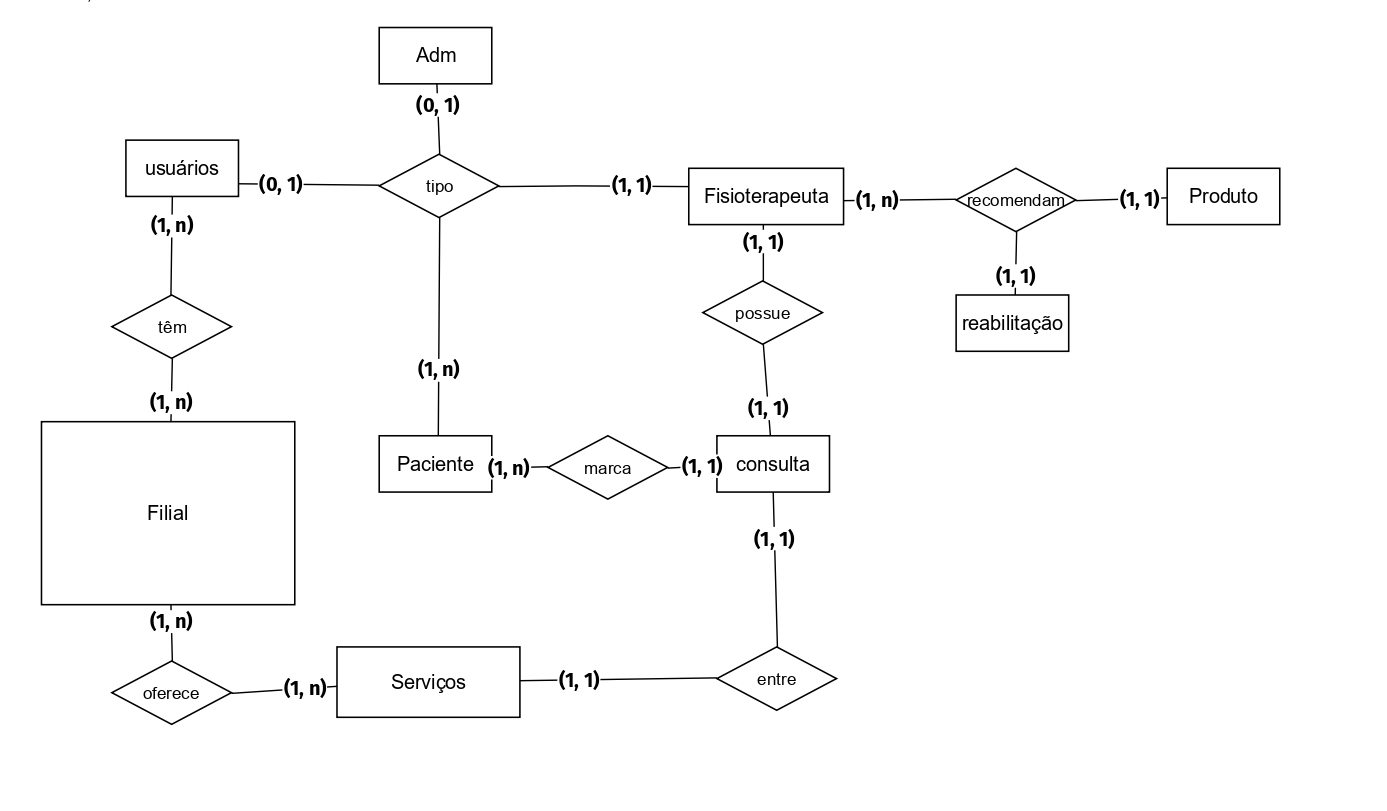 Adm
(0, 1)
usuários
(0, 1)
tipo
(1, 1)
Fisioterapeuta
(1, n)
recomendam
(1, 1)
Produto
(1, n)
(1, 1)
(1, 1)
reabilitação
têm
possue
(1, n)
(1, n)
(1, 1)
Paciente
(1, n)
marca
(1, 1)
consulta
Filial
(1, 1)
(1, n)
oferece
(1, n)
Serviços
(1, 1)
entre